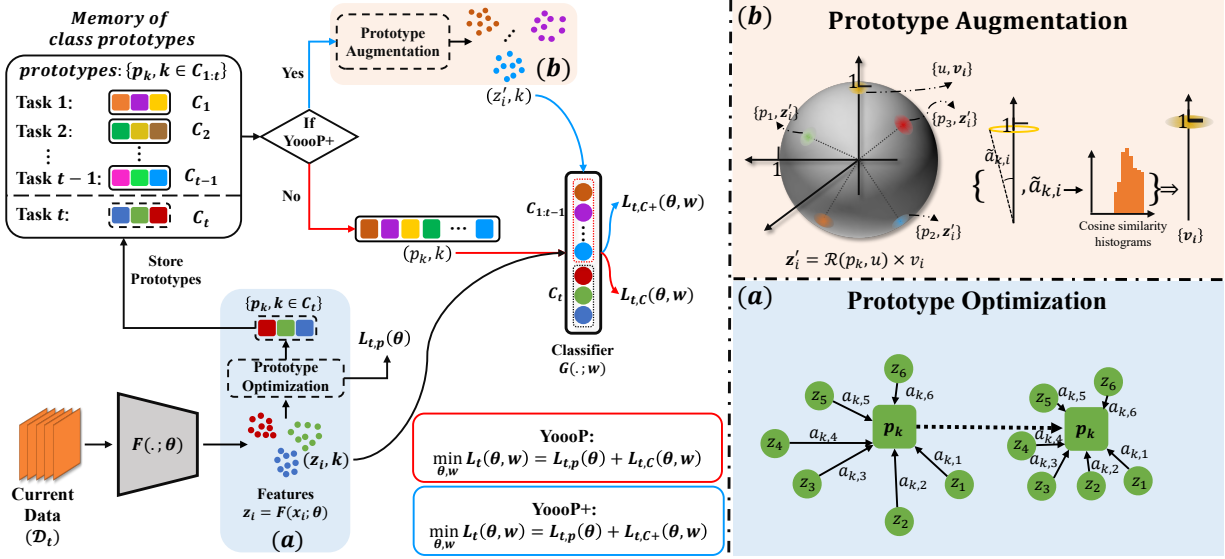 Memory of
class prototypes
prototypes: {p_k, k ∈ C_{1:t}}
Task 1:
C_1
Task 2:
C_2
⋮
⋮
⋮
Task t − 1:
C_{t−1}
Task t:
C_t
Store
Prototypes
If
YoooP+
Yes
No
Prototype
Augmentation
(b)
(z′_i, k)
...
(p_k, k)
C_{1:t−1}
C_t
L_{t,C+}(θ, w)
L_{t,C}(θ, w)
Classifier
G(. ; w)
{p_k, k ∈ C_t}
Prototype
Optimization
L_{t,p}(θ)
F(. ; θ)
(z_i, k)
Current
Data
(𝒟_t)
Features
z_i = F(x_i; θ)
(a)
YoooP:
min_{θ,w} L_t(θ, w) = L_{t,p}(θ) + L_{t,C}(θ, w)
YoooP+:
min_{θ,w} L_t(θ, w) = L_{t,p}(θ) + L_{t,C+}(θ, w)
(b)
Prototype Augmentation
1
{u, v_i}
{p_1, z′_i}
{p_3, z′_i}
1
{p_2, z′_i}
z′_i = ℛ(p_k, u) × v_i
1
ã_{k,i}
{ , ã_{k,i} → } ⇒
Cosine similarity
histograms
1
{v_i}
(a)
Prototype Optimization
z_6
a_{k,6}
z_5
a_{k,5}
p_k
z_4
a_{k,4}
a_{k,3}
z_3
a_{k,2}
z_2
a_{k,1}
z_1
z_6
a_{k,6}
z_5
a_{k,5}
p_k
z_4
a_{k,4}
a_{k,3}
z_3
a_{k,2}
z_2
a_{k,1}
z_1